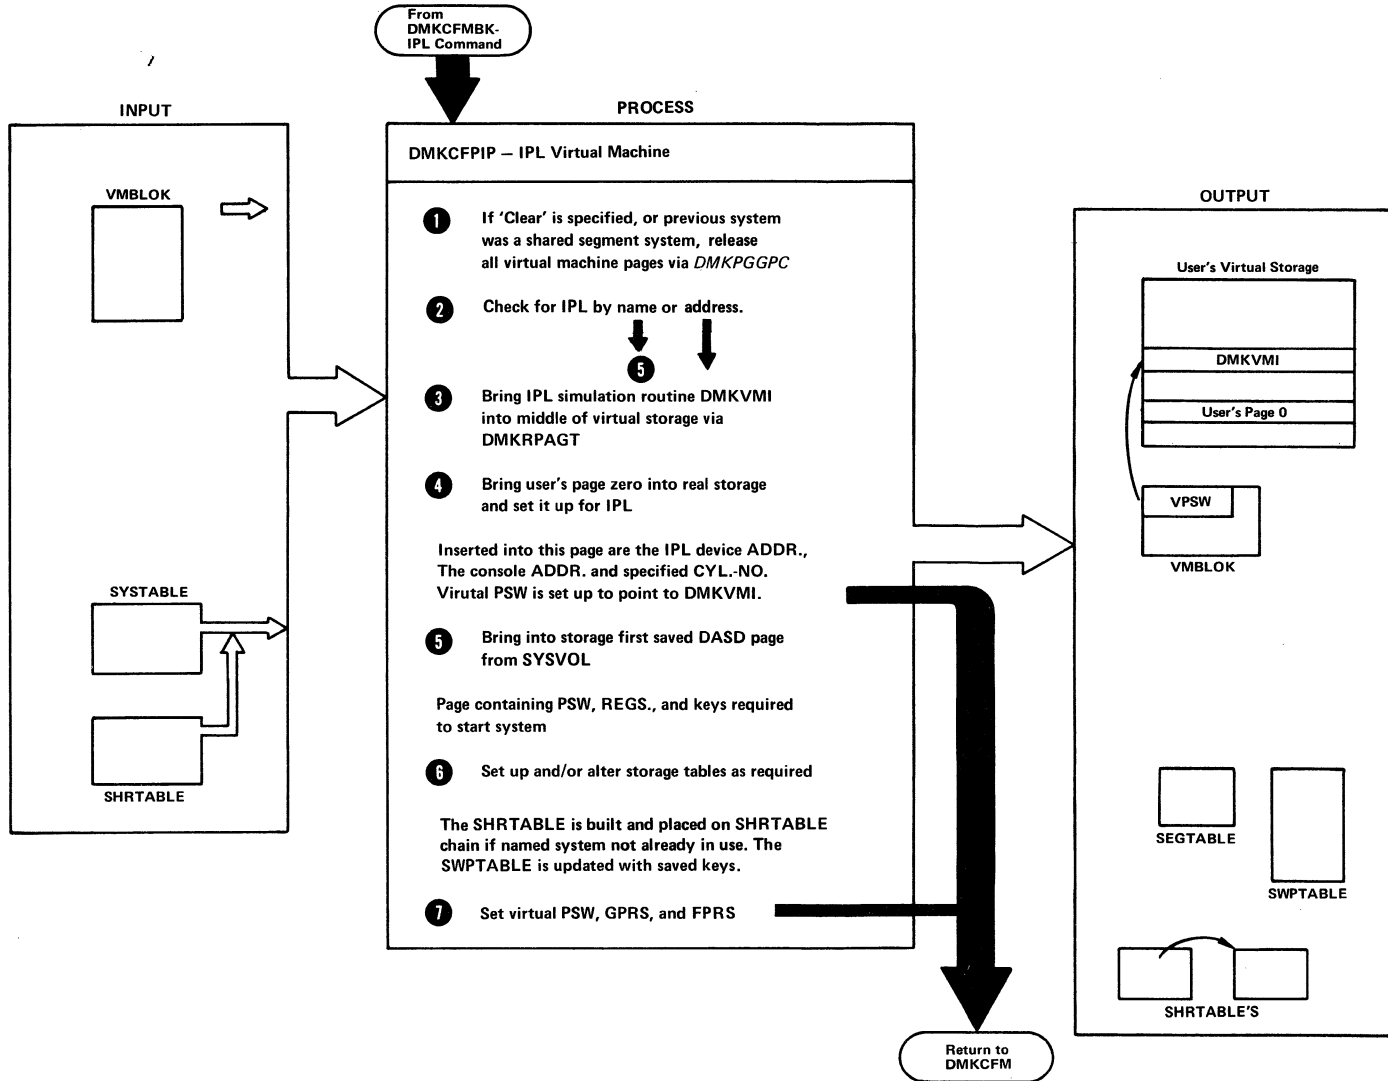 From
DMKCFMBK-
IPL Command
INPUT
VMBLOK
SYSTABLE
SHRTABLE
PROCESS
DMKCFPIP — IPL Virtual Machine
1 If 'Clear' is specified, or previous system
was a shared segment system, release
all virtual machine pages via DMKPGGPC
2 Check for IPL by name or address.
5
3 Bring IPL simulation routine DMKVMI
into middle of virtual storage via
DMKRPAGT
4 Bring user's page zero into real storage
and set it up for IPL
Inserted into this page are the IPL device ADDR.,
The console ADDR. and specified CYL.-NO.
Virutal PSW is set up to point to DMKVMI.
5 Bring into storage first saved DASD page
from SYSVOL
Page containing PSW, REGS., and keys required
to start system
6 Set up and/or alter storage tables as required
The SHRTABLE is built and placed on SHRTABLE
chain if named system not already in use. The
SWPTABLE is updated with saved keys.
7 Set virtual PSW, GPRS, and FPRS
Return to
DMKCFM
OUTPUT
User's Virtual Storage
DMKVMI
User's Page 0
VPSW
VMBLOK
SEGTABLE
SWPTABLE
SHRTABLE'S